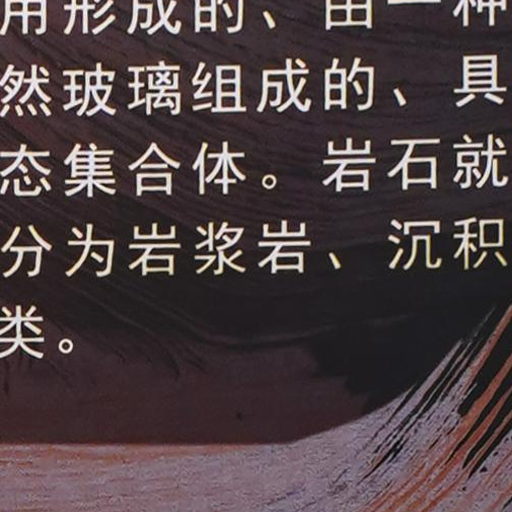 用形成的、由一种
然玻璃组成的、具
态集合体。岩石就
分为岩浆岩、沉积
类。